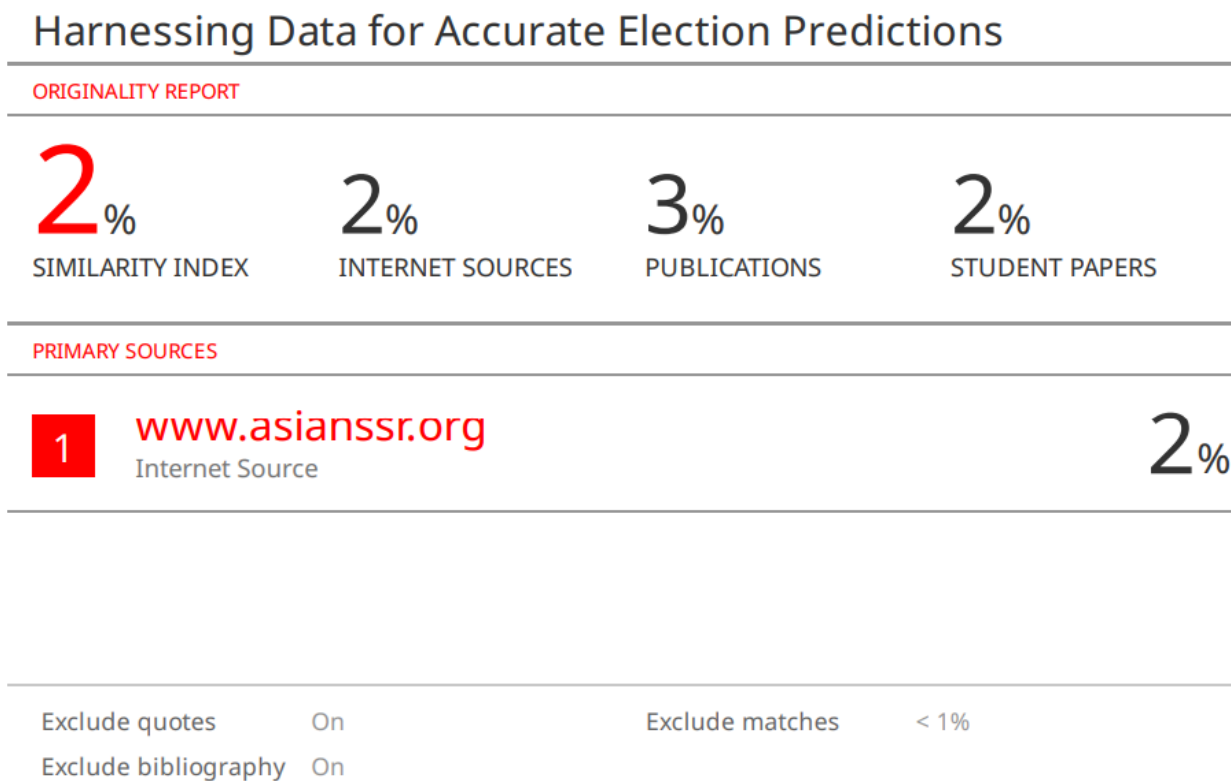 Harnessing Data for Accurate Election Predictions
ORIGINALITY REPORT
2% 2% 3% 2%
SIMILARITY INDEX INTERNET SOURCES PUBLICATIONS STUDENT PAPERS
PRIMARY SOURCES
1 www.asianssr.org 2%
Internet Source
Exclude quotes On Exclude matches < 1%
Exclude bibliography On